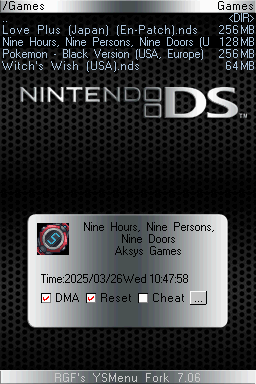 /Games Games
.. <DIR>
Love Plus (Japan) (En-Patch).nds 256MB
Nine Hours, Nine Persons, Nine Doors (U 128MB
Pokemon - Black Version (USA, Europe) 256MB
Witch's Wish (USA).nds 64MB
NINTENDO DS™
Nine Hours, Nine Persons,
Nine Doors
Aksys Games
Time:2025/03/26Wed 10:47:58
DMA Reset Cheat ...
RGF's YSMenu Fork 7.06